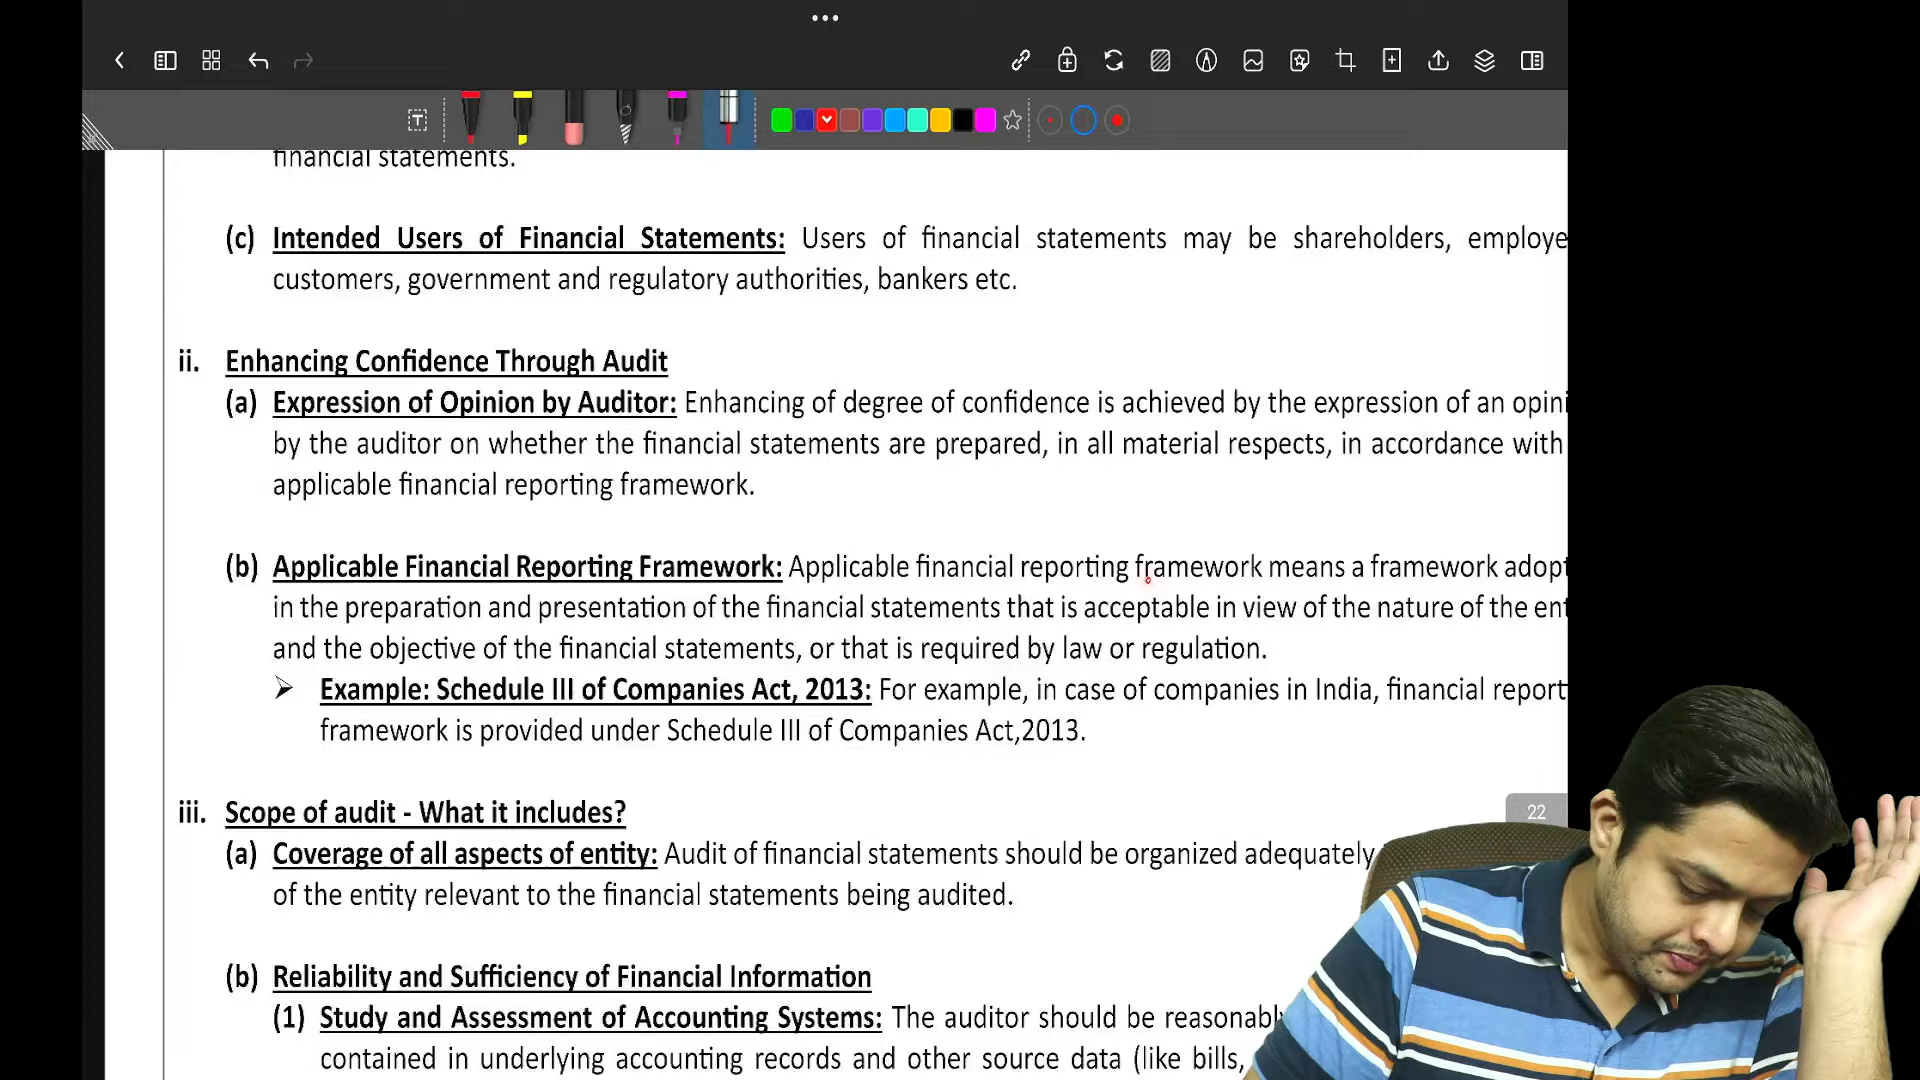 financial statements.
(c) Intended Users of Financial Statements: Users of financial statements may be shareholders, employe
customers, government and regulatory authorities, bankers etc.
ii. Enhancing Confidence Through Audit
(a) Expression of Opinion by Auditor: Enhancing of degree of confidence is achieved by the expression of an opini
by the auditor on whether the financial statements are prepared, in all material respects, in accordance with
applicable financial reporting framework.
(b) Applicable Financial Reporting Framework: Applicable financial reporting framework means a framework adopt
in the preparation and presentation of the financial statements that is acceptable in view of the nature of the ent
and the objective of the financial statements, or that is required by law or regulation.
➢ Example: Schedule III of Companies Act, 2013: For example, in case of companies in India, financial report
framework is provided under Schedule III of Companies Act,2013.
22
iii. Scope of audit - What it includes?
(a) Coverage of all aspects of entity: Audit of financial statements should be organized adequately
of the entity relevant to the financial statements being audited.
(b) Reliability and Sufficiency of Financial Information
(1) Study and Assessment of Accounting Systems: The auditor should be reasonabl
contained in underlying accounting records and other source data (like bills,